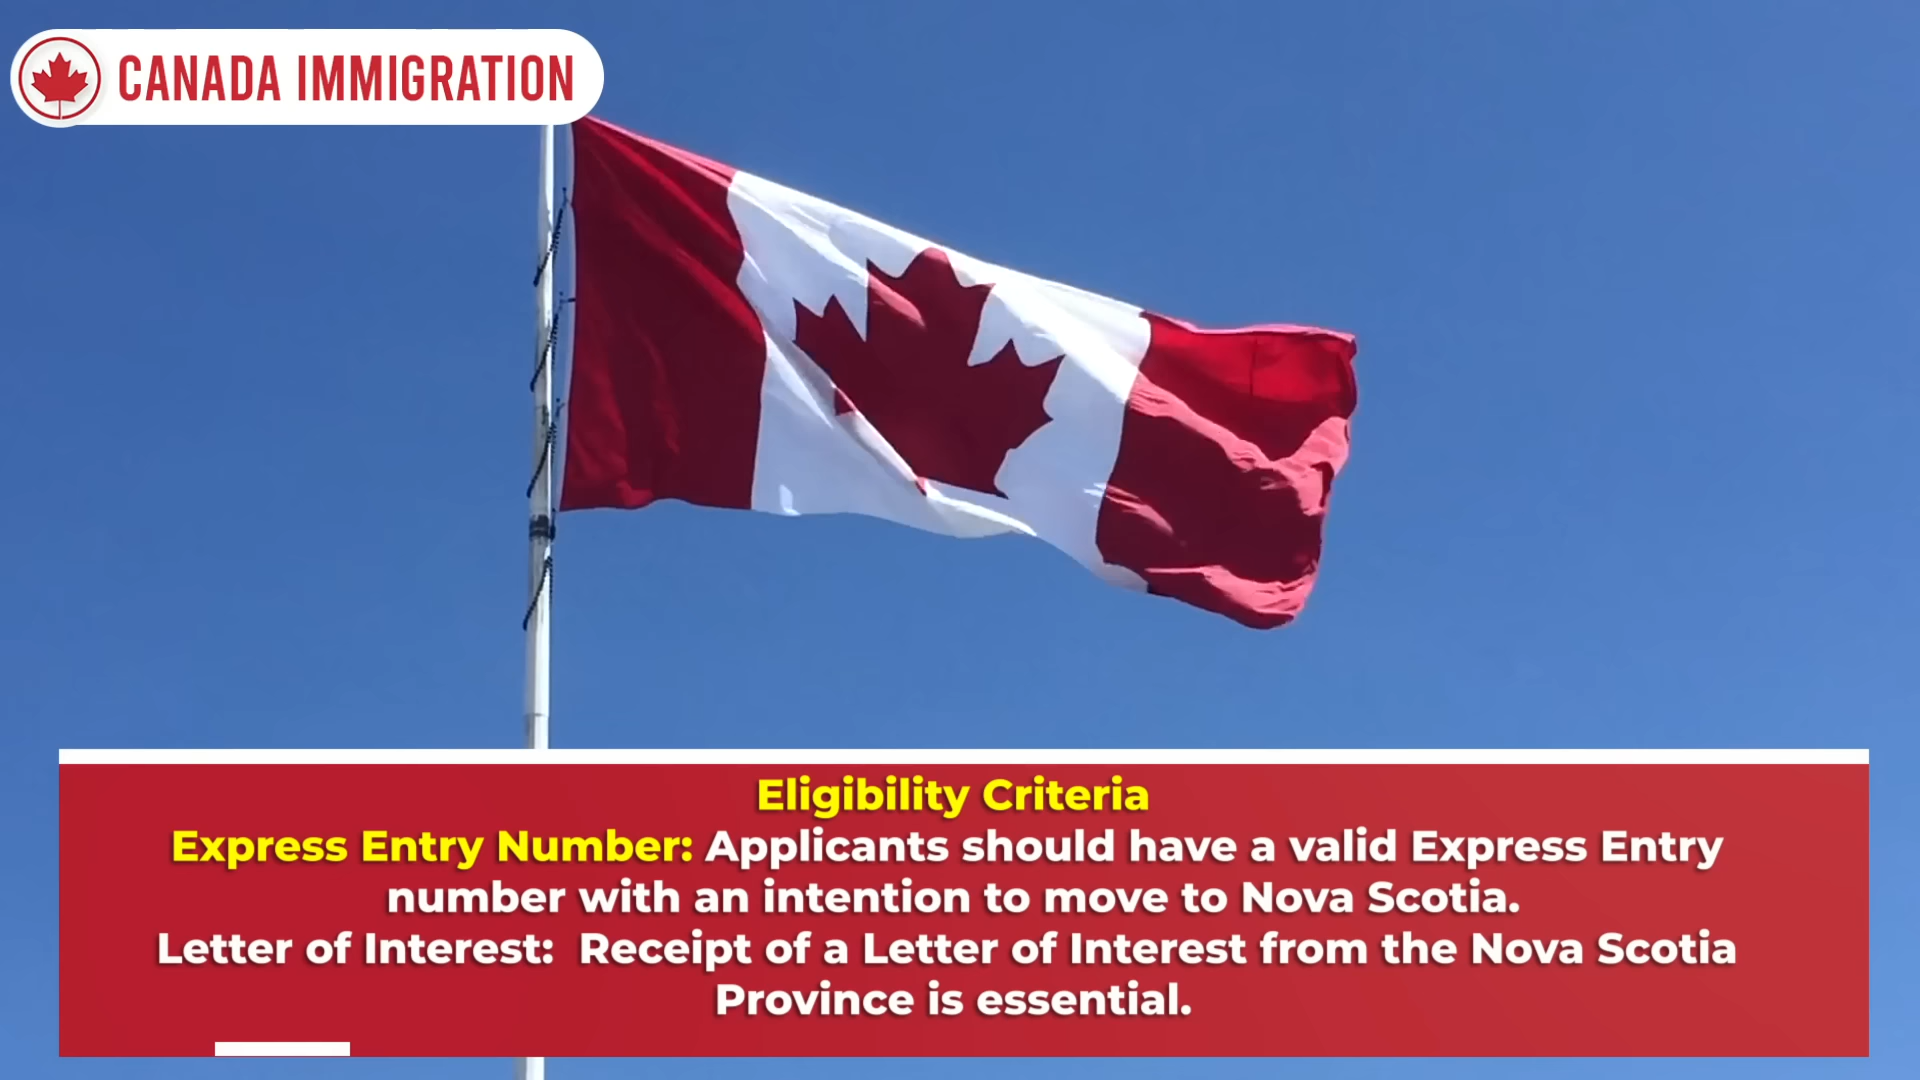 CANADA IMMIGRATION
Eligibility Criteria
Express Entry Number: Applicants should have a valid Express Entry
number with an intention to move to Nova Scotia.
Letter of Interest: Receipt of a Letter of Interest from the Nova Scotia
Province is essential.